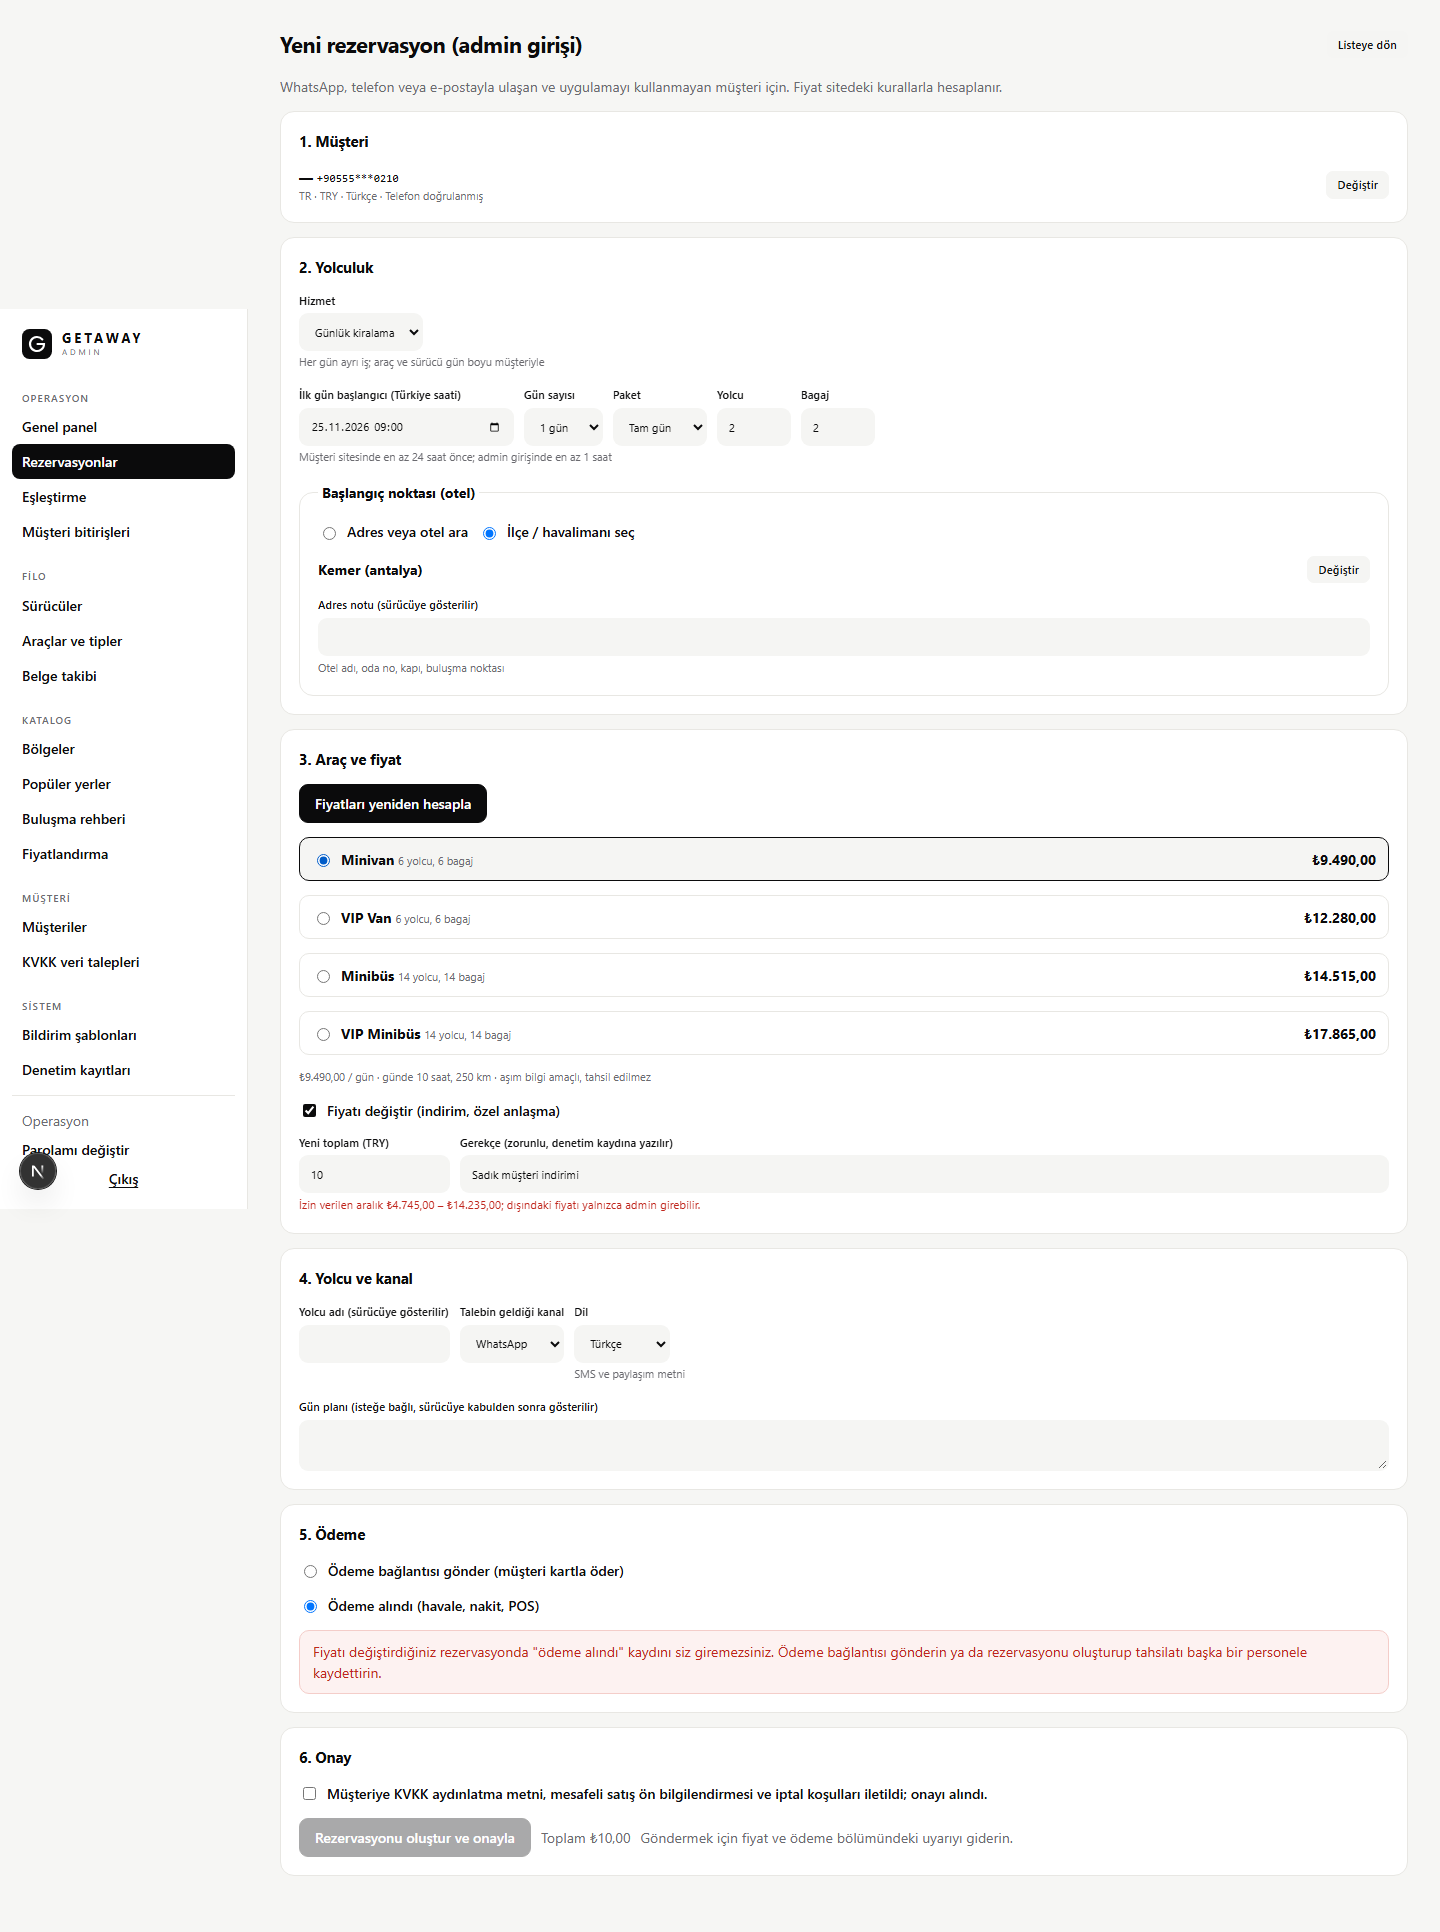 Yeni rezervasyon (admin girişi)
Listeye dön
WhatsApp, telefon veya e-postayla ulaşan ve uygulamayı kullanmayan müşteri için. Fiyat sitedeki kurallarla hesaplanır.
1. Müşteri
— +90555***0210
TR · TRY · Türkçe · Telefon doğrulanmış
Değiştir
2. Yolculuk
Hizmet
Günlük kiralama
Her gün ayrı iş; araç ve sürücü gün boyu müşteriyle
İlk gün başlangıcı (Türkiye saati)
Gün sayısı
Paket
Yolcu
Bagaj
25.11.2026 09:00
1 gün
Tam gün
2
2
Müşteri sitesinde en az 24 saat önce; admin girişinde en az 1 saat
Başlangıç noktası (otel)
Adres veya otel ara
İlçe / havalimanı seç
Kemer (antalya)
Değiştir
Adres notu (sürücüye gösterilir)
Otel adı, oda no, kapı, buluşma noktası
3. Araç ve fiyat
Fiyatları yeniden hesapla
Minivan 6 yolcu, 6 bagaj
₺9.490,00
VIP Van 6 yolcu, 6 bagaj
₺12.280,00
Minibüs 14 yolcu, 14 bagaj
₺14.515,00
VIP Minibüs 14 yolcu, 14 bagaj
₺17.865,00
₺9.490,00 / gün · günde 10 saat, 250 km · aşım bilgi amaçlı, tahsil edilmez
Fiyatı değiştir (indirim, özel anlaşma)
Yeni toplam (TRY)
Gerekçe (zorunlu, denetim kaydına yazılır)
10
Sadık müşteri indirimi
İzin verilen aralık ₺4.745,00 – ₺14.235,00; dışındaki fiyatı yalnızca admin girebilir.
4. Yolcu ve kanal
Yolcu adı (sürücüye gösterilir)
Talebin geldiği kanal
Dil
WhatsApp
Türkçe
SMS ve paylaşım metni
Gün planı (isteğe bağlı, sürücüye kabulden sonra gösterilir)
5. Ödeme
Ödeme bağlantısı gönder (müşteri kartla öder)
Ödeme alındı (havale, nakit, POS)
Fiyatı değiştirdiğiniz rezervasyonda "ödeme alındı" kaydını siz giremezsiniz. Ödeme bağlantısı gönderin ya da rezervasyonu oluşturup tahsilatı başka bir personele
kaydettirin.
6. Onay
Müşteriye KVKK aydınlatma metni, mesafeli satış ön bilgilendirmesi ve iptal koşulları iletildi; onayı alındı.
Rezervasyonu oluştur ve onayla
Toplam ₺10,00
Göndermek için fiyat ve ödeme bölümündeki uyarıyı giderin.
G
GETAWAY
ADMIN
OPERASYON
Genel panel
Rezervasyonlar
Eşleştirme
Müşteri bitirişleri
FİLO
Sürücüler
Araçlar ve tipler
Belge takibi
KATALOG
Bölgeler
Popüler yerler
Buluşma rehberi
Fiyatlandırma
MÜŞTERİ
Müşteriler
KVKK veri talepleri
SİSTEM
Bildirim şablonları
Denetim kayıtları
Operasyon
Parolamı değiştir
N
Çıkış